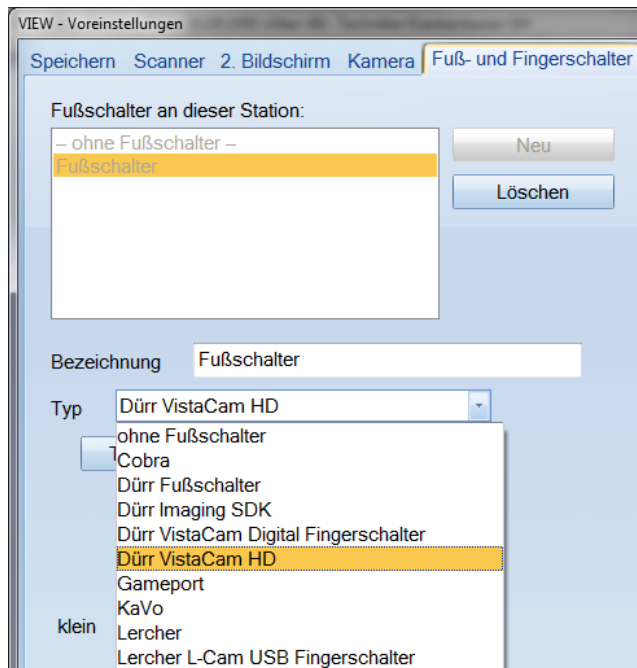 VIEW - Voreinstellungen
Speichern Scanner 2. Bildschirm Kamera Fuß- und Fingerschalter
Fußschalter an dieser Station:
– ohne Fußschalter –
Fußschalter
Neu
Löschen
Bezeichnung Fußschalter
Typ Dürr VistaCam HD
ohne Fußschalter
T
Cobra
Dürr Fußschalter
Dürr Imaging SDK
Dürr VistaCam Digital Fingerschalter
Dürr VistaCam HD
Gameport
KaVo
klein
Lercher
Lercher L-Cam USB Fingerschalter